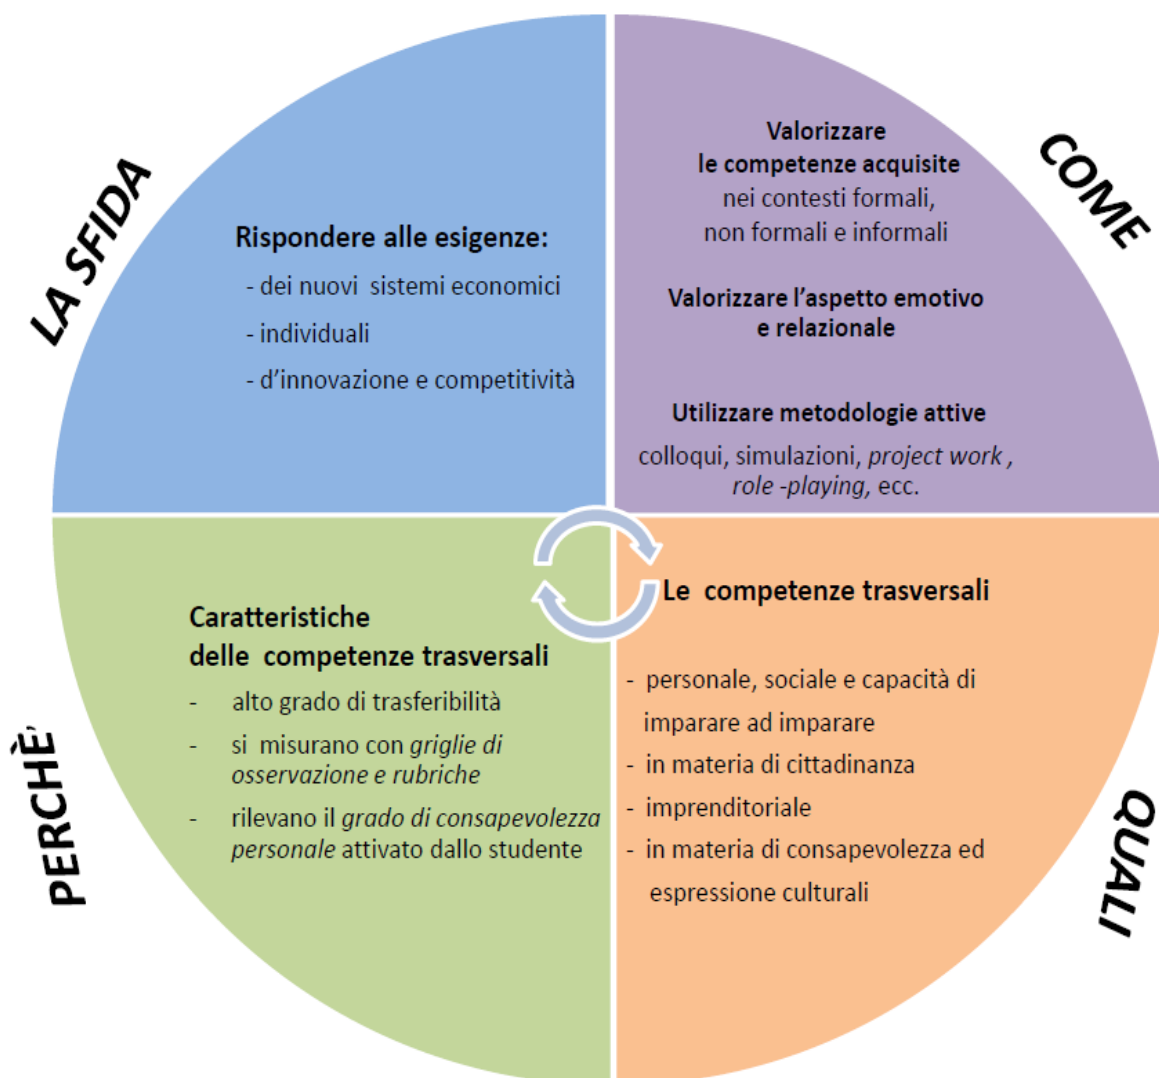 LA SFIDA
Rispondere alle esigenze:
- dei nuovi sistemi economici
- individuali
- d'innovazione e competitività
COME
Valorizzare
le competenze acquisite
nei contesti formali,
non formali e informali
Valorizzare l'aspetto emotivo
e relazionale
Utilizzare metodologie attive
colloqui, simulazioni, project work ,
role -playing, ecc.
PERCHÈ'
Caratteristiche
delle competenze trasversali
- alto grado di trasferibilità
- si misurano con griglie di
osservazione e rubriche
- rilevano il grado di consapevolezza
personale attivato dallo studente
QUALI
Le competenze trasversali
- personale, sociale e capacità di
imparare ad imparare
- in materia di cittadinanza
- imprenditoriale
- in materia di consapevolezza ed
espressione culturali